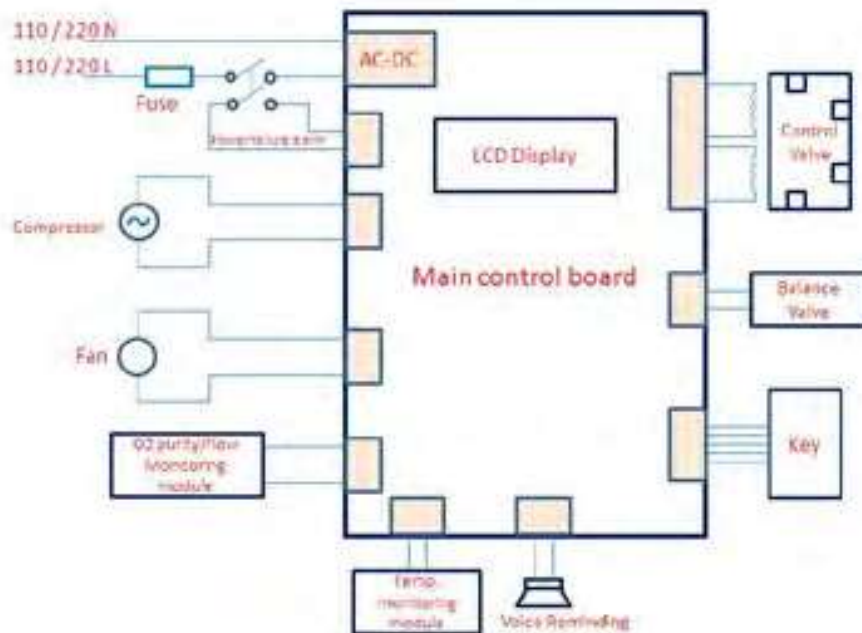 110 / 220 N
110 / 220 L
Fuse
AC-DC
LCD Display
Control
Valve
Compressor
Main control board
Balance
Valve
Fan
O2 purity/flow
Monitoring
module
Key
Temp.
monitoring
module
Voice Reminding